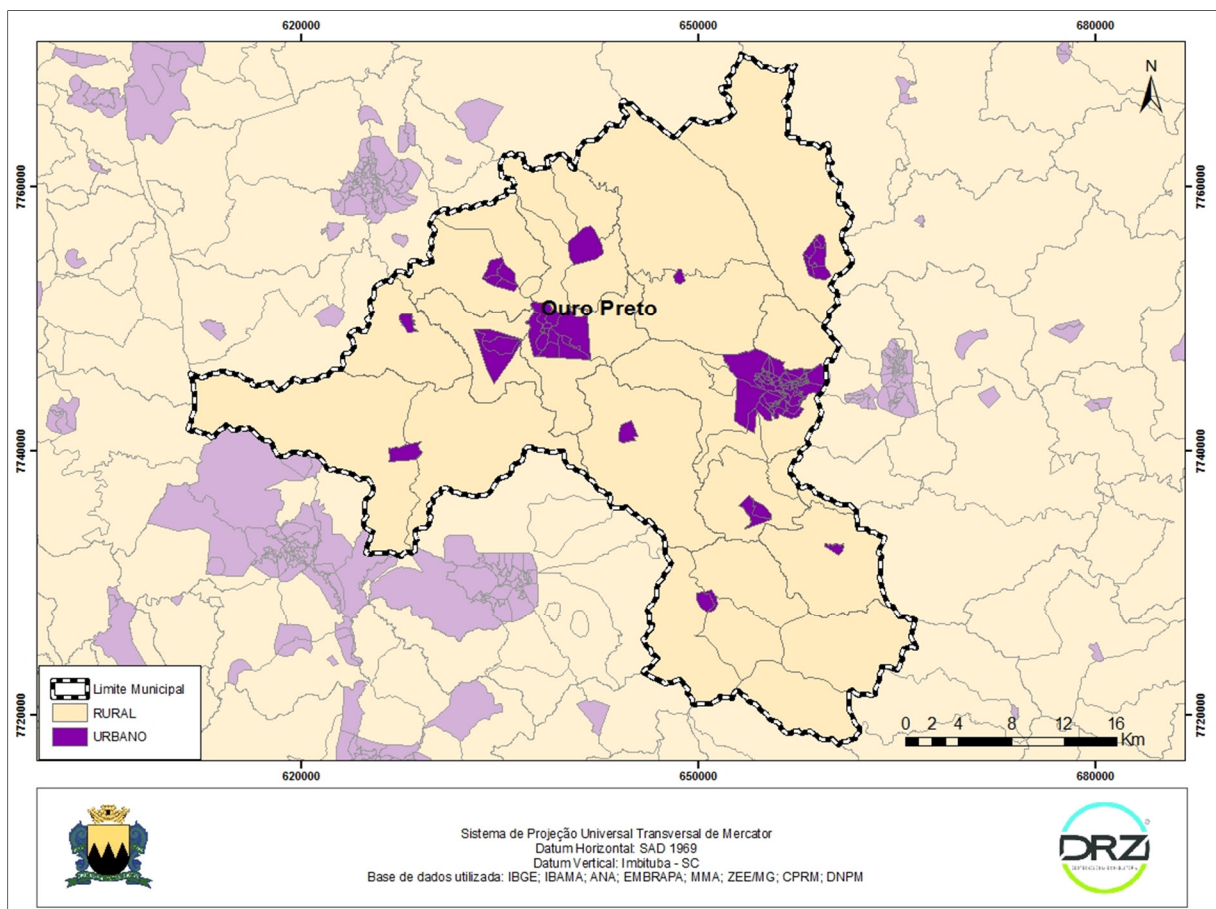 620000
650000
680000
N
7760000
7760000
Ouro Preto
7740000
7740000
Limite Municipal
RURAL
URBANO
7720000
7720000
0 2 4 8 12 16
Km
620000
650000
680000
Sistema de Projeção Universal Transversal de Mercator
Datum Horizontal: SAD 1969
Datum Vertical: Imbituba - SC
Base de dados utilizada: IBGE; IBAMA; ANA; EMBRAPA; MMA; ZEE/MG; CPRM; DNPM
DRZ